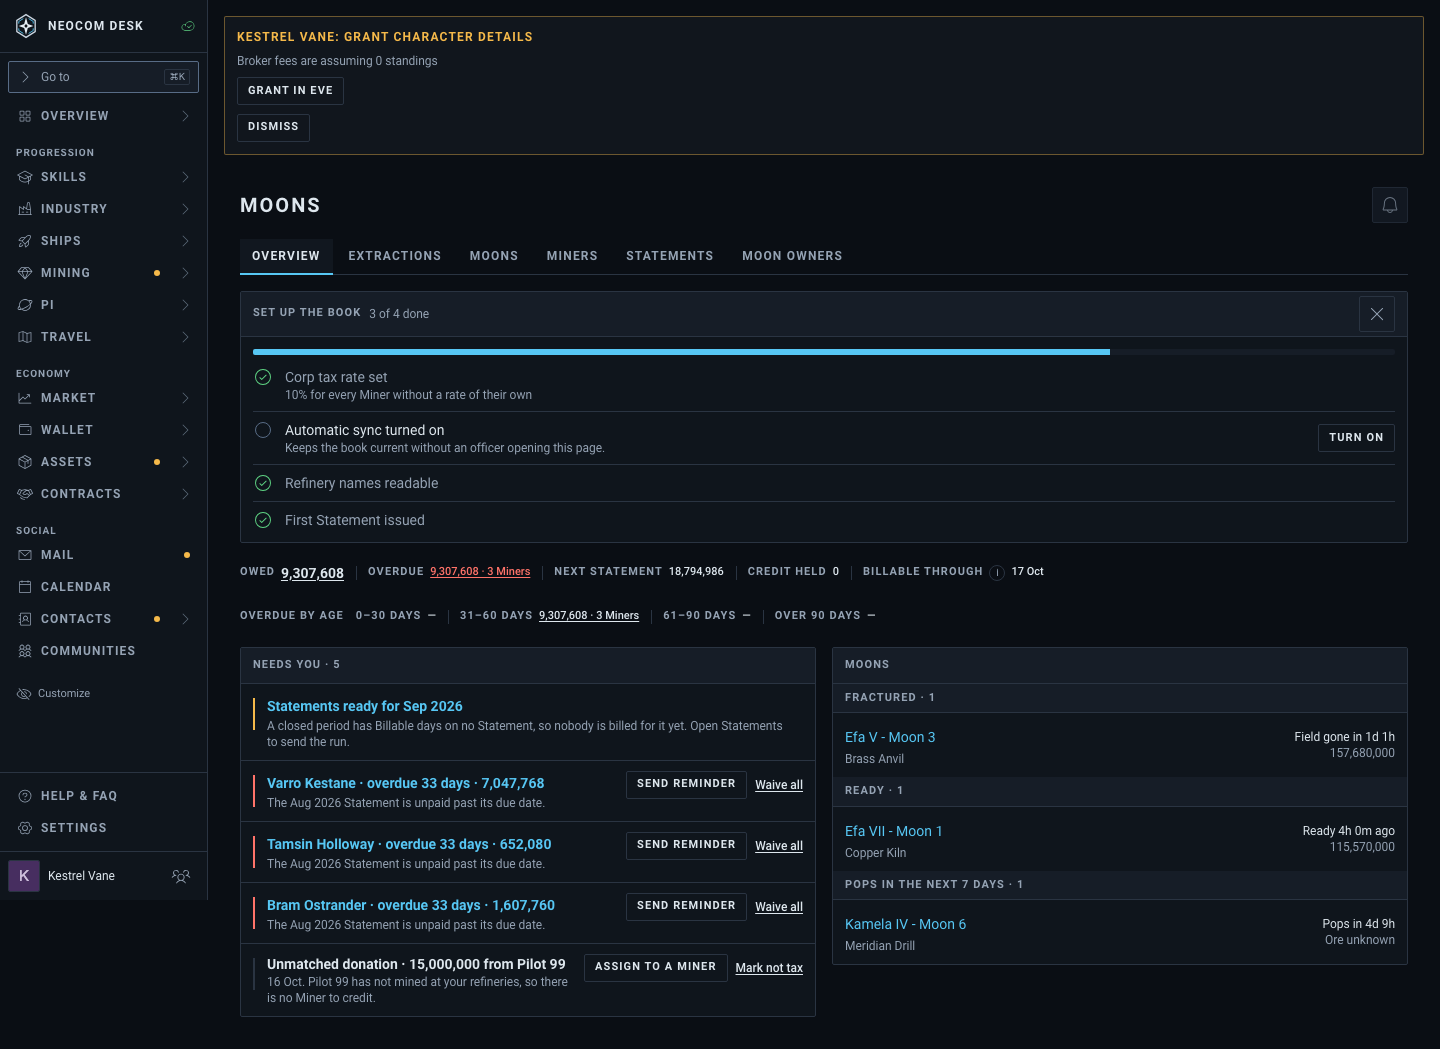 NEOCOM DESK
Go to ⌘K
OVERVIEW
PROGRESSION
SKILLS
INDUSTRY
SHIPS
MINING
PI
TRAVEL
ECONOMY
MARKET
WALLET
ASSETS
CONTRACTS
SOCIAL
MAIL
CALENDAR
CONTACTS
COMMUNITIES
Customize
HELP & FAQ
SETTINGS
K Kestrel Vane
KESTREL VANE: GRANT CHARACTER DETAILS
Broker fees are assuming 0 standings
GRANT IN EVE
DISMISS
MOONS
OVERVIEW EXTRACTIONS MOONS MINERS STATEMENTS MOON OWNERS
SET UP THE BOOK 3 of 4 done
Corp tax rate set
10% for every Miner without a rate of their own
Automatic sync turned on
Keeps the book current without an officer opening this page.
TURN ON
Refinery names readable
First Statement issued
OWED 9,307,608 OVERDUE 9,307,608 · 3 Miners NEXT STATEMENT 18,794,986 CREDIT HELD 0 BILLABLE THROUGH i 17 Oct
OVERDUE BY AGE 0–30 DAYS – 31–60 DAYS 9,307,608 · 3 Miners 61–90 DAYS – OVER 90 DAYS –
NEEDS YOU · 5
Statements ready for Sep 2026
A closed period has Billable days on no Statement, so nobody is billed for it yet. Open Statements
to send the run.
Varro Kestane · overdue 33 days · 7,047,768
The Aug 2026 Statement is unpaid past its due date.
SEND REMINDER Waive all
Tamsin Holloway · overdue 33 days · 652,080
The Aug 2026 Statement is unpaid past its due date.
SEND REMINDER Waive all
Bram Ostrander · overdue 33 days · 1,607,760
The Aug 2026 Statement is unpaid past its due date.
SEND REMINDER Waive all
Unmatched donation · 15,000,000 from Pilot 99
16 Oct. Pilot 99 has not mined at your refineries, so there
is no Miner to credit.
ASSIGN TO A MINER Mark not tax
MOONS
FRACTURED · 1
Efa V - Moon 3
Brass Anvil
Field gone in 1d 1h
157,680,000
READY · 1
Efa VII - Moon 1
Copper Kiln
Ready 4h 0m ago
115,570,000
POPS IN THE NEXT 7 DAYS · 1
Kamela IV - Moon 6
Meridian Drill
Pops in 4d 9h
Ore unknown